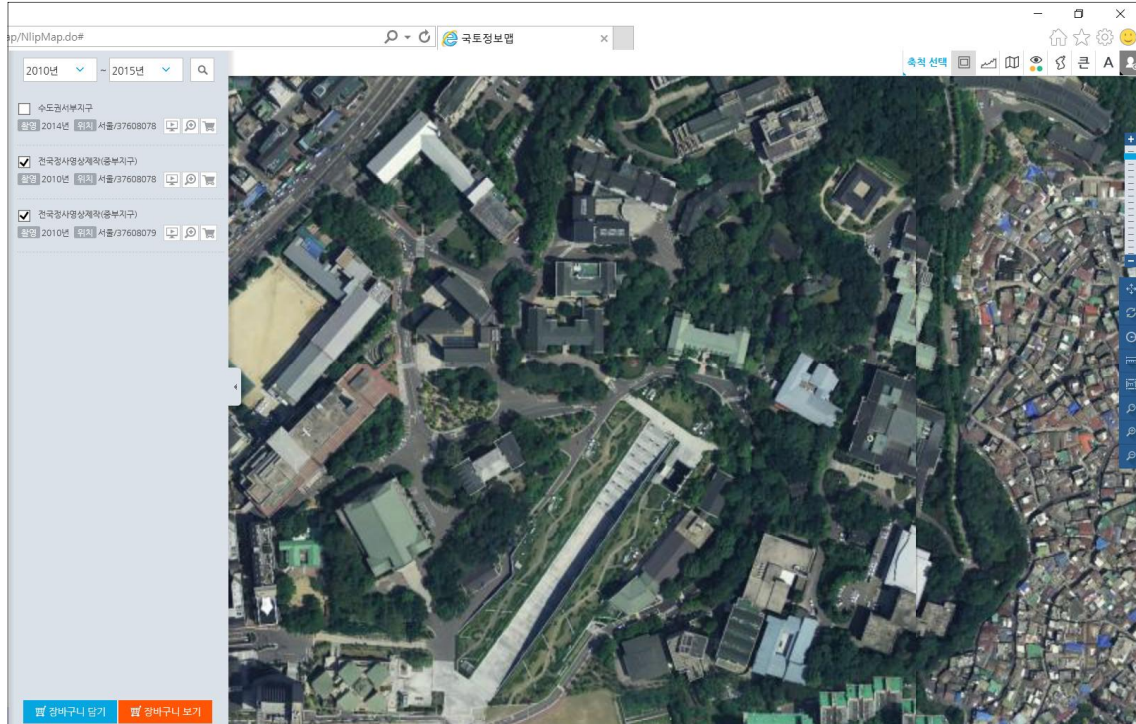 ap/NlipMap.do#
국토정보맵
2010년 ~ 2015년
축척 선택
큰
A
수도권서부지구
촬영 2014년 위치 서울/37608078
전국정사영상제작(중부지구)
촬영 2010년 위치 서울/37608078
전국정사영상제작(중부지구)
촬영 2010년 위치 서울/37608079
장바구니 담기
장바구니 보기